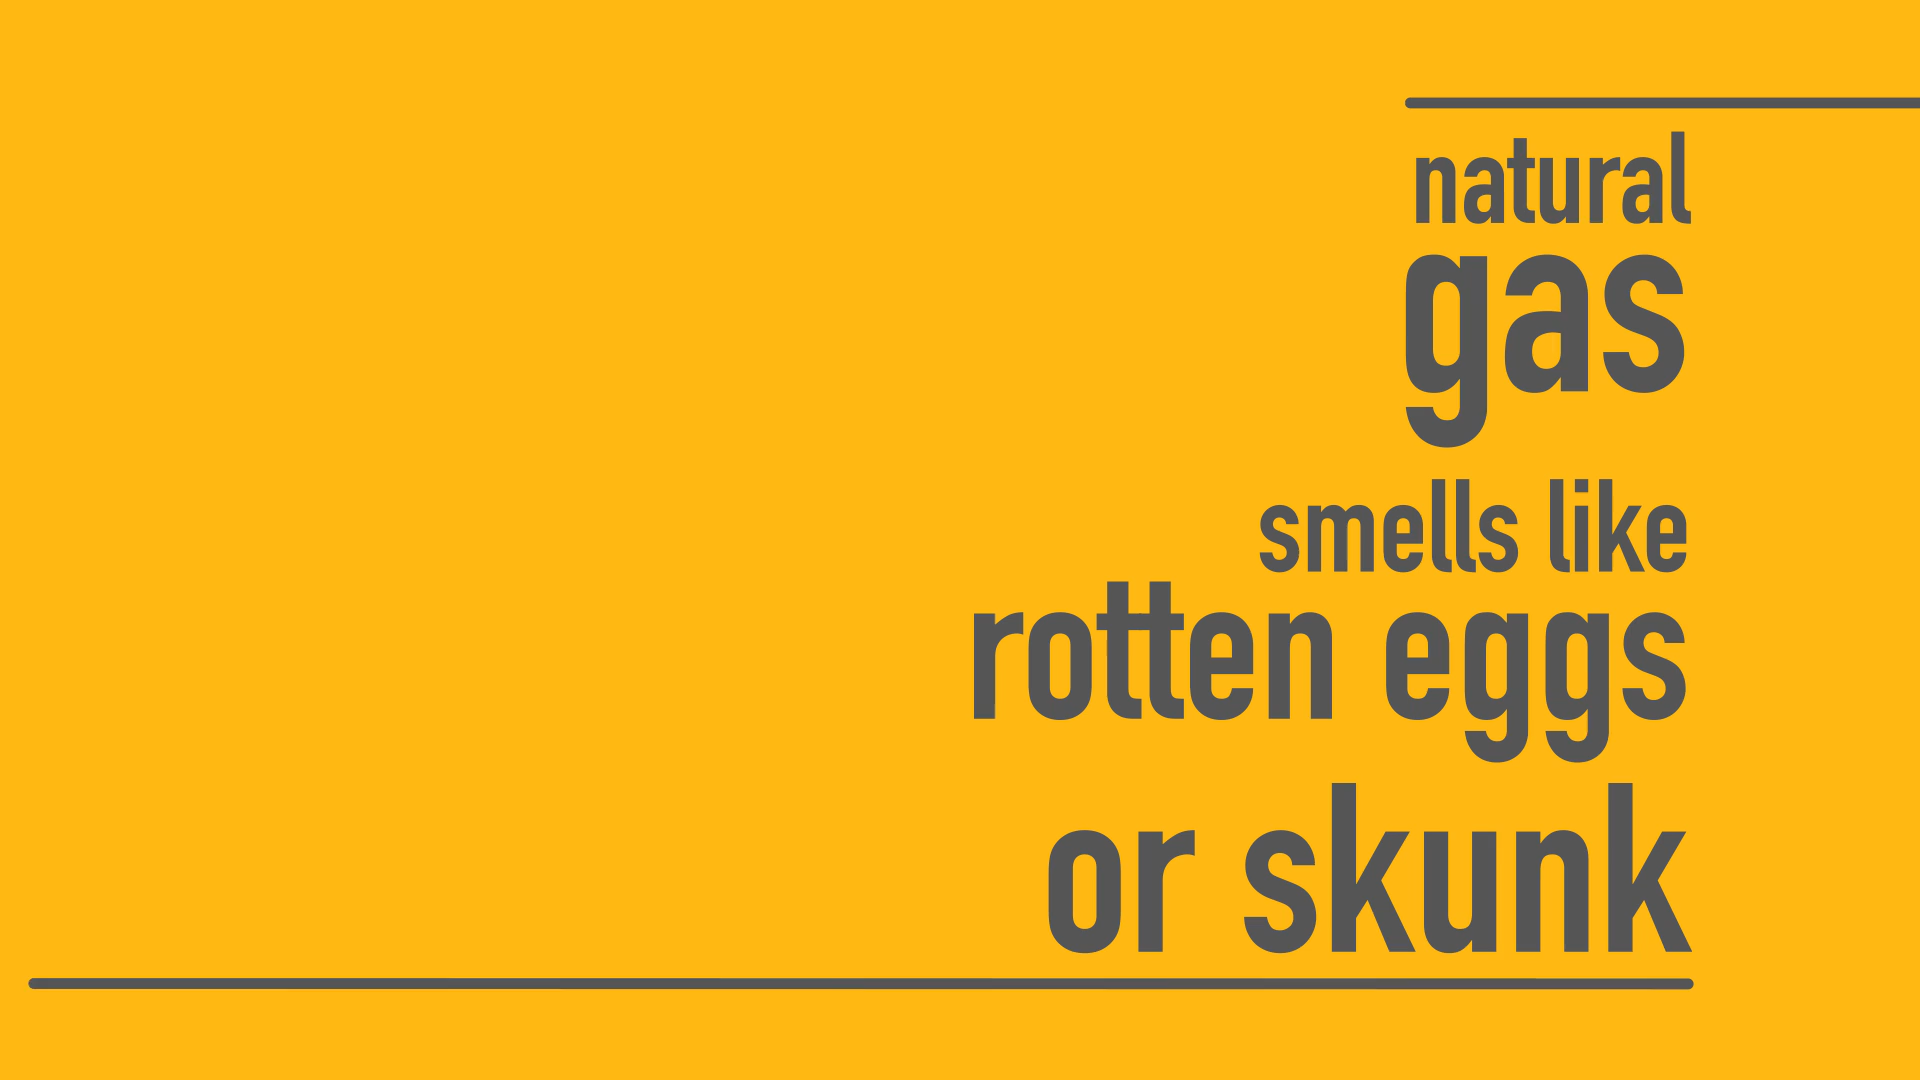 natural
gas
smells like
rotten eggs
or skunk